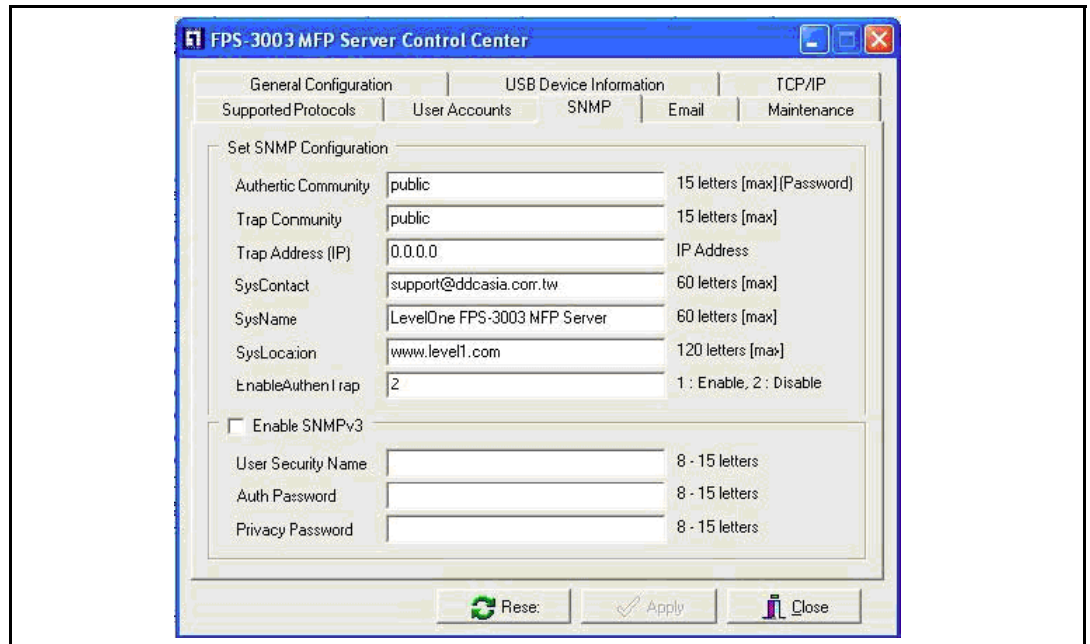 FPS-3003 MFP Server Control Center
General Configuration USB Device Information TCP/IP
Supported Protocols User Accounts SNMP Email Maintenance
Set SNMP Configuration
Authertic Community public 15 letters [max] (Password)
Trap Community public 15 letters [max]
Trap Address (IP) 0.0.0.0 IP Address
SysContact support@ddcasia.com.tw 60 letters [max]
SysName LevelOne FPS-3003 MFP Server 60 letters [max]
SysLocation www.level1.com 120 letters [max]
EnableAuthenTrap 2 1 : Enable, 2 : Disable
Enable SNMPv3
User Security Name 8 - 15 letters
Auth Password 8 - 15 letters
Privacy Password 8 - 15 letters
Reset Apply Close